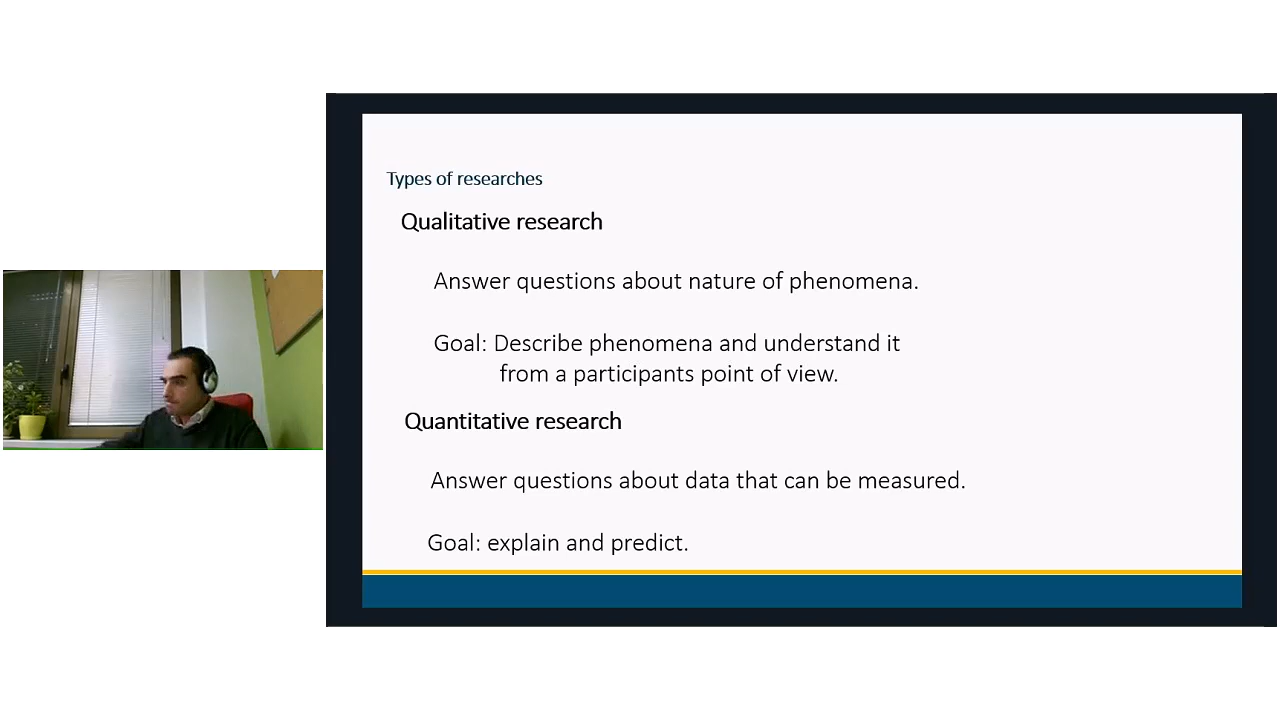 Types of researches
Qualitative research
Answer questions about nature of phenomena.
Goal: Describe phenomena and understand it
from a participants point of view.
Quantitative research
Answer questions about data that can be measured.
Goal: explain and predict.